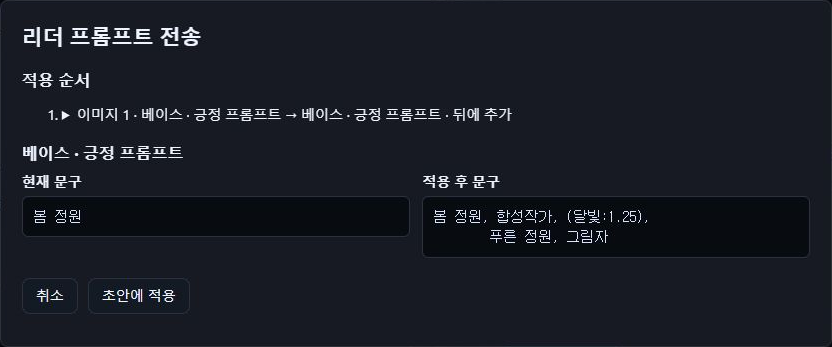 리더 프롬프트 전송
적용 순서
1. ▶ 이미지 1 · 베이스 · 긍정 프롬프트 → 베이스 · 긍정 프롬프트 · 뒤에 추가
베이스 · 긍정 프롬프트
현재 문구
봄 정원
적용 후 문구
봄 정원, 합성작가, (달빛:1.25),
푸른 정원, 그림자
취소
초안에 적용